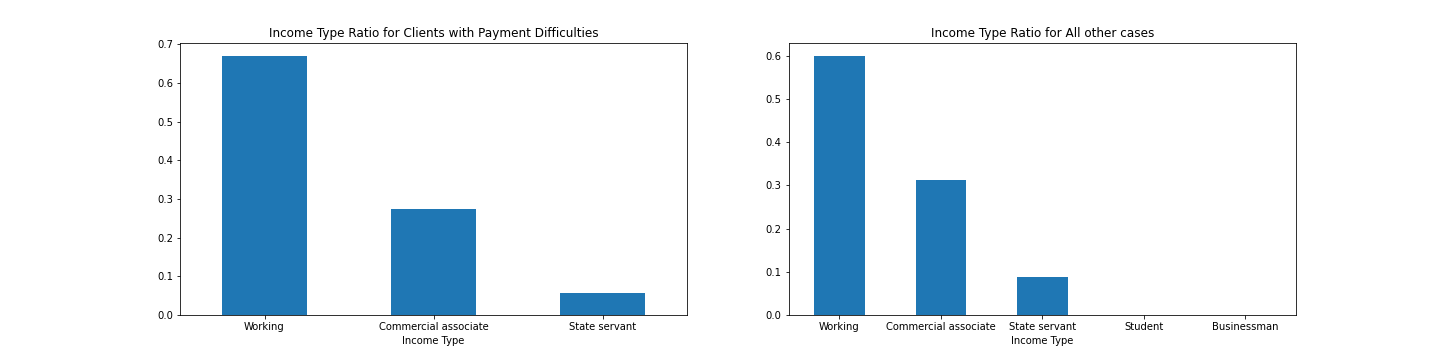 Income Type Ratio for Clients with Payment Difficulties
0.7
0.6
0.5
0.4
0.3
0.2
0.1
0.0
Working Commercial associate State servant
Income Type
Income Type Ratio for All other cases
0.6
0.5
0.4
0.3
0.2
0.1
0.0
Working Commercial associate State servant Student Businessman
Income Type